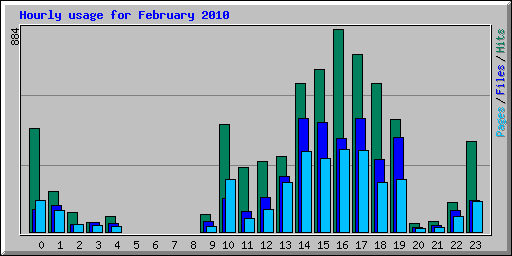 Hourly usage for February 2010
884
Pages / Files / Hits
0 1 2 3 4 5 6 7 8 9 10 11 12 13 14 15 16 17 18 19 20 21 22 23